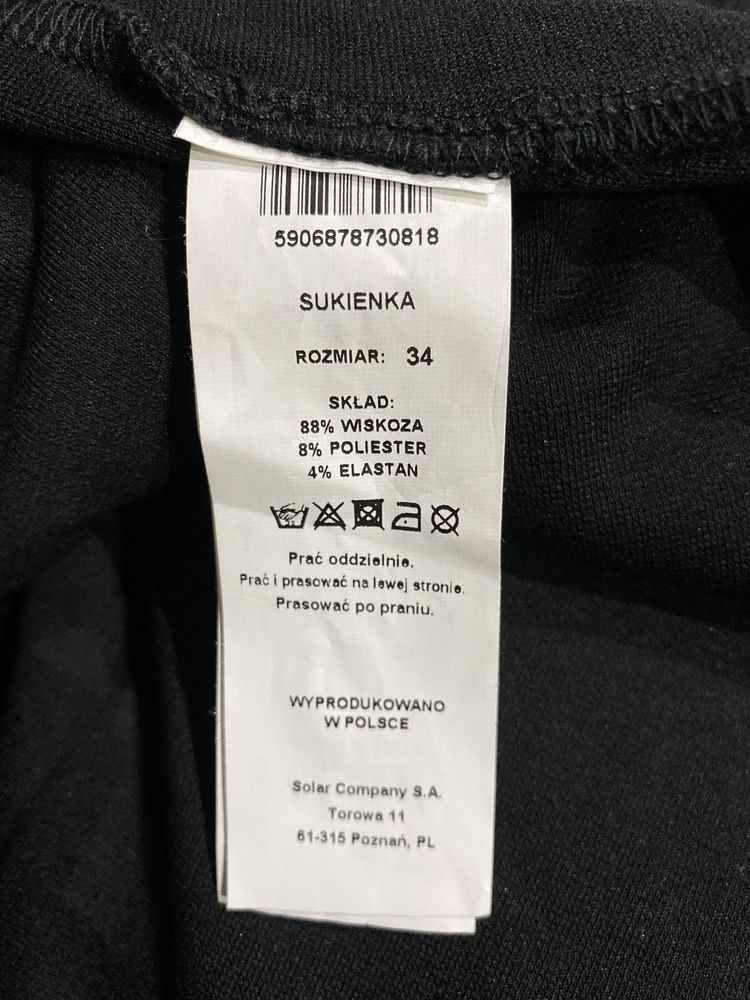 5906878730818
SUKIENKA
ROZMIAR: 34
SKŁAD:
88% WISKOZA
8% POLIESTER
4% ELASTAN
Prać oddzielnie.
Prać i prasować na lewej stronie.
Prasować po praniu.
WYPRODUKOWANO
W POLSCE
Solar Company S.A.
Torowa 11
61-315 Poznań, PL